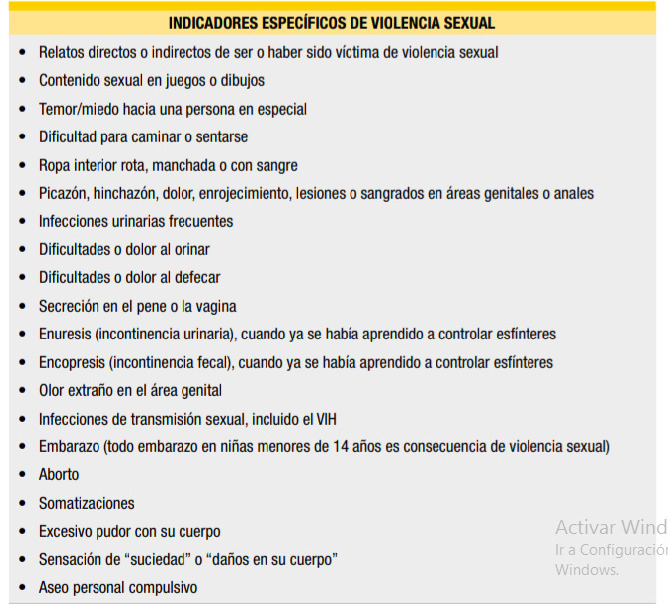 INDICADORES ESPECÍFICOS DE VIOLENCIA SEXUAL
• Relatos directos o indirectos de ser o haber sido víctima de violencia sexual
• Contenido sexual en juegos o dibujos
• Temor/miedo hacia una persona en especial
• Dificultad para caminar o sentarse
• Ropa interior rota, manchada o con sangre
• Picazón, hinchazón, dolor, enrojecimiento, lesiones o sangrados en áreas genitales o anales
• Infecciones urinarias frecuentes
• Dificultades o dolor al orinar
• Dificultades o dolor al defecar
• Secreción en el pene o la vagina
• Enuresis (incontinencia urinaria), cuando ya se había aprendido a controlar esfínteres
• Encopresis (incontinencia fecal), cuando ya se había aprendido a controlar esfínteres
• Olor extraño en el área genital
• Infecciones de transmisión sexual, incluido el VIH
• Embarazo (todo embarazo en niñas menores de 14 años es consecuencia de violencia sexual)
• Aborto
• Somatizaciones
• Excesivo pudor con su cuerpo
• Sensación de “suciedad” o “daños en su cuerpo”
• Aseo personal compulsivo
Activar Wind
Ir a Configuración
Windows.